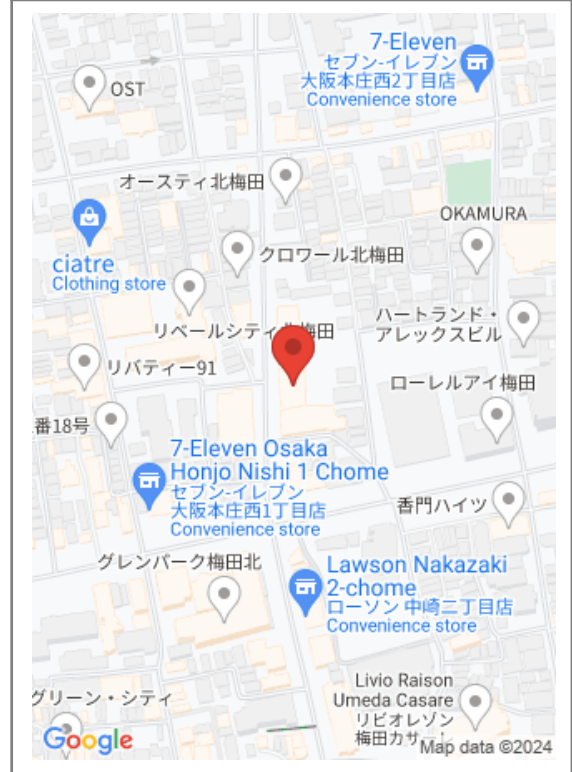 7-Eleven
セブン-イレブン
大阪本庄西2丁目店
Convenience store
OST
オースティ北梅田
OKAMURA
クロワール北梅田
ciatre
Clothing store
リベールシティ北梅田
ハートランド・
アレックスビル
リバティー91
ローレルアイ梅田
番18号
7-Eleven Osaka
Honjo Nishi 1 Chome
セブン-イレブン
大阪本庄西1丁目店
Convenience store
香門ハイツ
グレンパーク梅田北
Lawson Nakazaki
2-chome
ローソン 中崎二丁目店
Convenience store
Livio Raison
Umeda Casare
リビオレゾン
梅田カサーレ
グリーン・シティ
Google
Map data ©2024